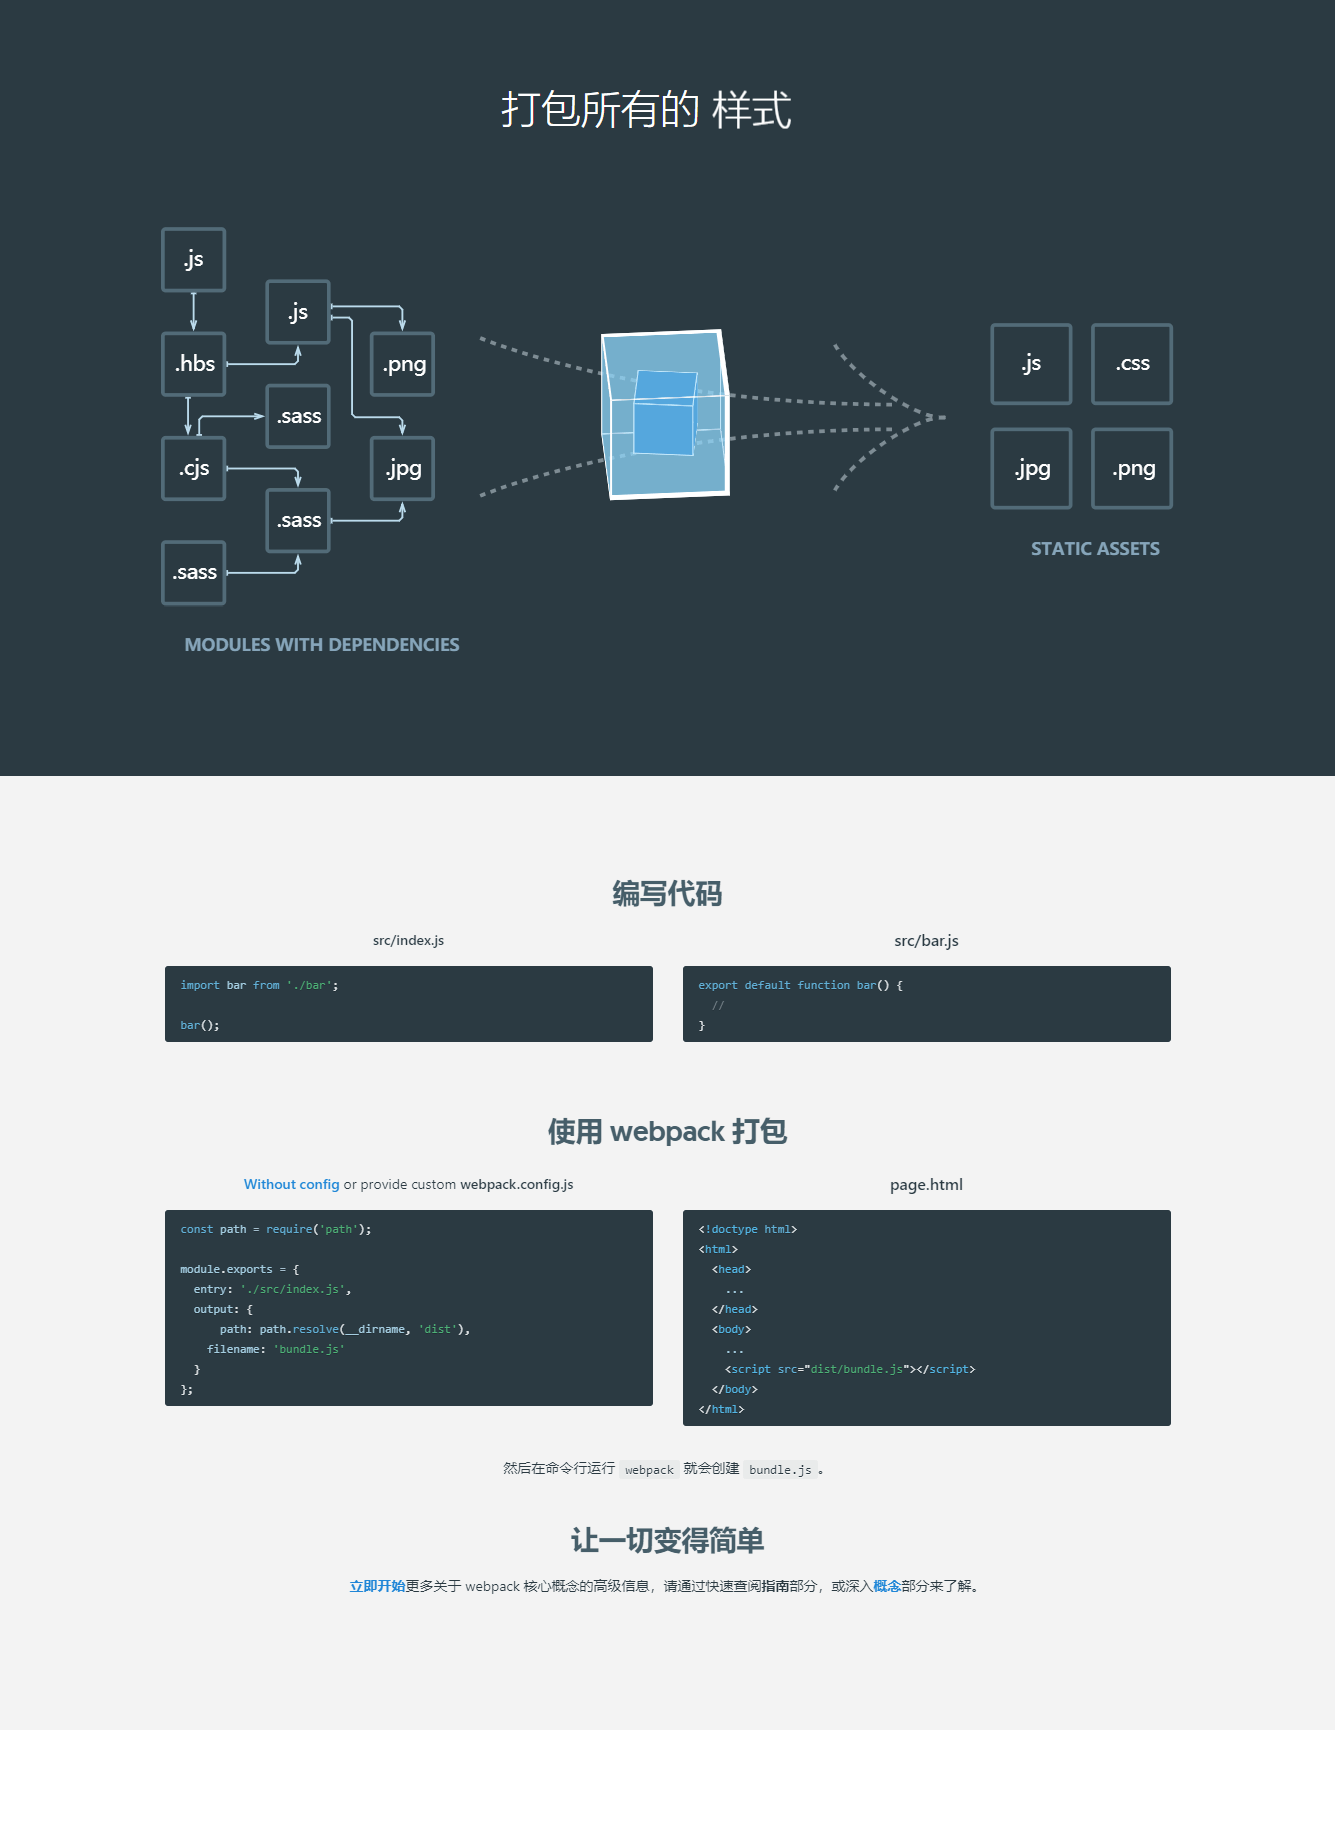 打包所有的 样式
.js
.js
.hbs
.png
.sass
.cjs
.jpg
.sass
.sass
MODULES WITH DEPENDENCIES
.js
.css
.jpg
.png
STATIC ASSETS
编写代码
src/index.js
import bar from './bar';
bar();
src/bar.js
export default function bar() {
  //
}
使用 webpack 打包
Without config or provide custom webpack.config.js
const path = require('path');
module.exports = {
  entry: './src/index.js',
  output: {
      path: path.resolve(__dirname, 'dist'),
    filename: 'bundle.js'
  }
};
page.html
<!doctype html>
<html>
  <head>
    ...
  </head>
  <body>
    ...
    <script src="dist/bundle.js"></script>
  </body>
</html>
然后在命令行运行 webpack 就会创建 bundle.js 。
让一切变得简单
立即开始更多关于 webpack 核心概念的高级信息，请通过快速查阅指南部分，或深入概念部分来了解。